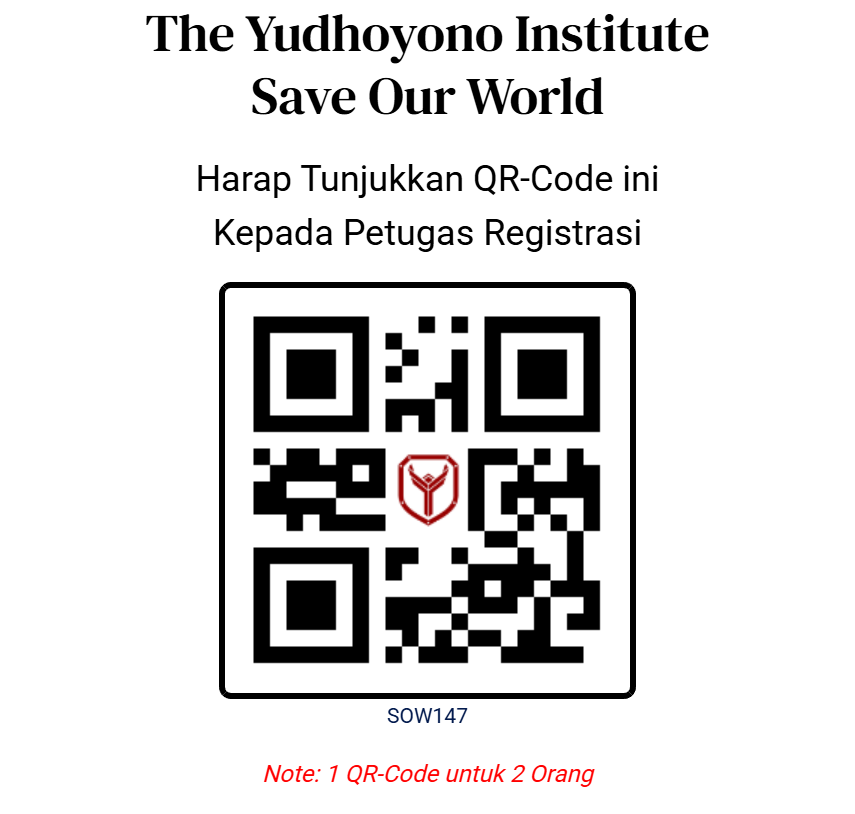 The Yudhoyono Institute
Save Our World
Harap Tunjukkan QR-Code ini
Kepada Petugas Registrasi
SOW147
Note: 1 QR-Code untuk 2 Orang